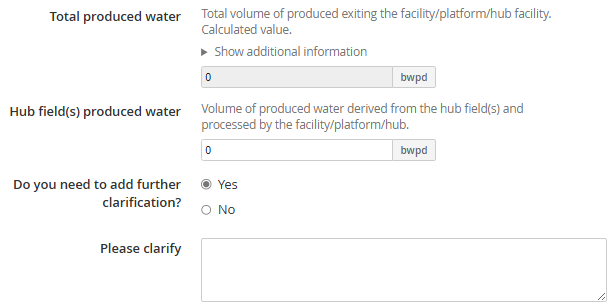 Total produced water
Total volume of produced exiting the facility/platform/hub facility.
Calculated value.
Show additional information
0 bwpd
Hub field(s) produced water
Volume of produced water derived from the hub field(s) and
processed by the facility/platform/hub.
0 bwpd
Do you need to add further
clarification?
Yes
No
Please clarify